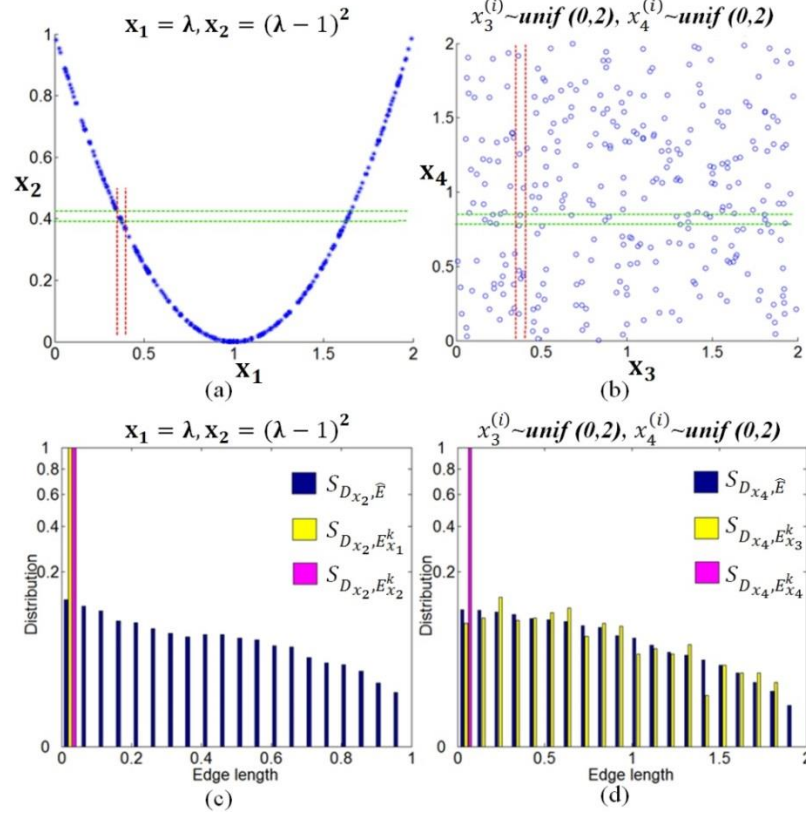 x₁ = λ, x₂ = (λ − 1)²
x₃⁽ⁱ⁾~unif (0,2), x₄⁽ⁱ⁾~unif (0,2)
1
0.8
0.6
x₂
0.4
0.2
0
0 0.5 1 1.5 2
x₁
(a)
2
1.5
x₄
1
0.5
0
0 0.5 1 1.5 2
x₃
(b)
x₁ = λ, x₂ = (λ − 1)²
x₃⁽ⁱ⁾~unif (0,2), x₄⁽ⁱ⁾~unif (0,2)
1
0.8
0.6
0.4
0.2
0
Distribution
S_{D_{x₂},Ê}
S_{D_{x₂},E^k_{x₁}}
S_{D_{x₂},E^k_{x₂}}
0 0.2 0.4 0.6 0.8 1
Edge length
(c)
1
0.8
0.6
0.4
0.2
0
Distribution
S_{D_{x₄},Ê}
S_{D_{x₄},E^k_{x₃}}
S_{D_{x₄},E^k_{x₄}}
0 0.5 1 1.5 2
Edge length
(d)